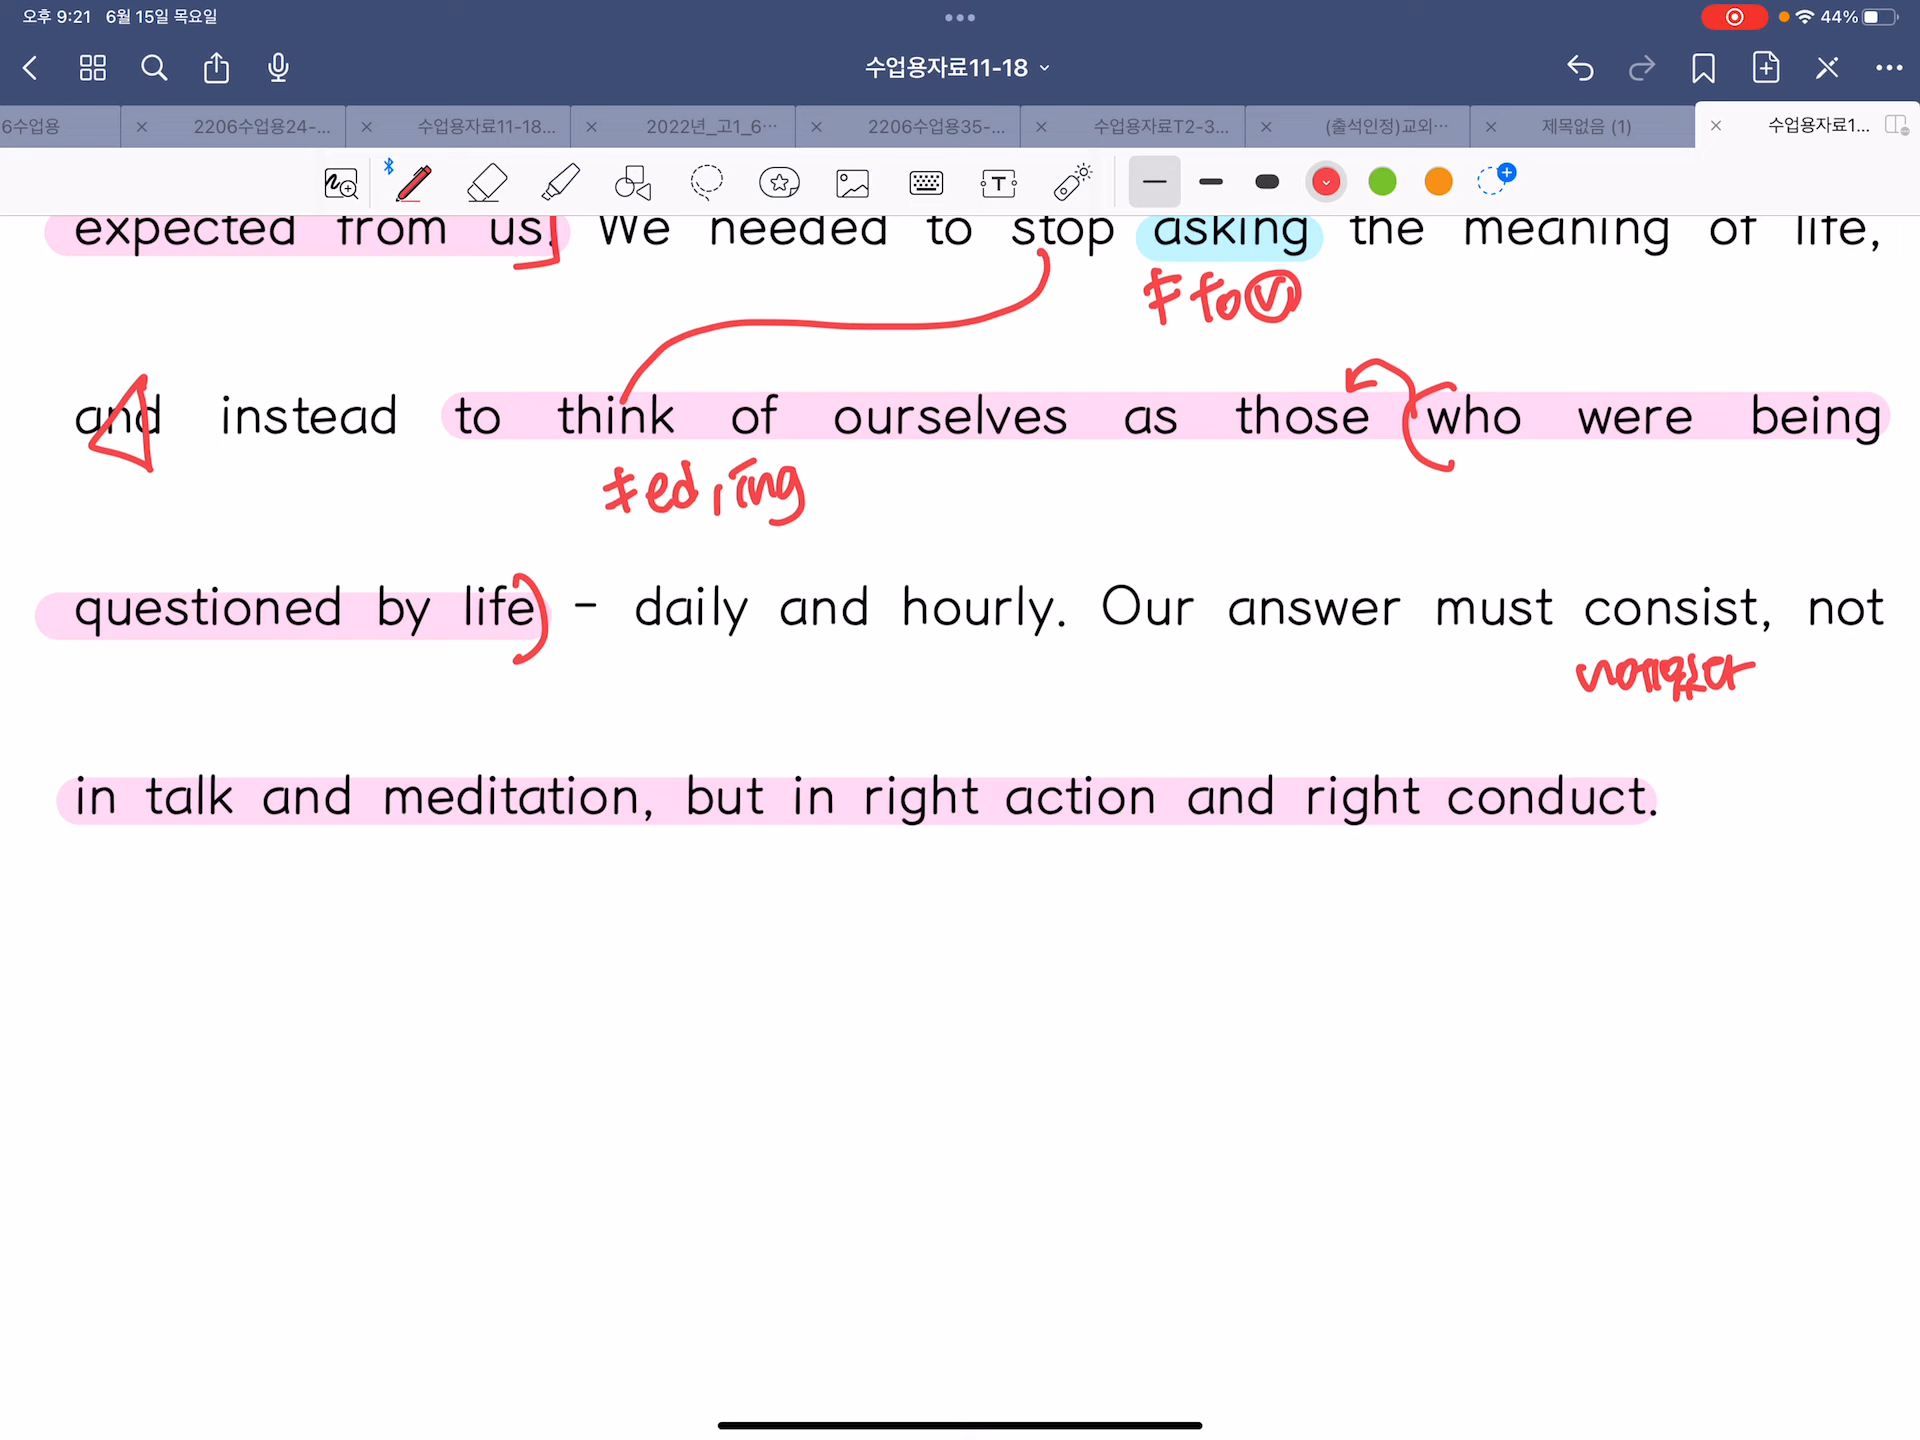 오후 9:21 6월 15일 목요일
44%
수업용자료11-18
6수업용
2206수업용24-...
수업용자료11-18...
2022년_고1_6…
2206수업용35-...
수업용자료T2-3...
(출석인정)교외…
제목없음 (1)
수업용자료1...
expected from us. We needed to stop asking the meaning of life,
≠ to ⓥ
and instead to think of ourselves as those who were being
≠ ed, ing
questioned by life - daily and hourly. Our answer must consist, not
in talk and meditation, but in right action and right conduct.